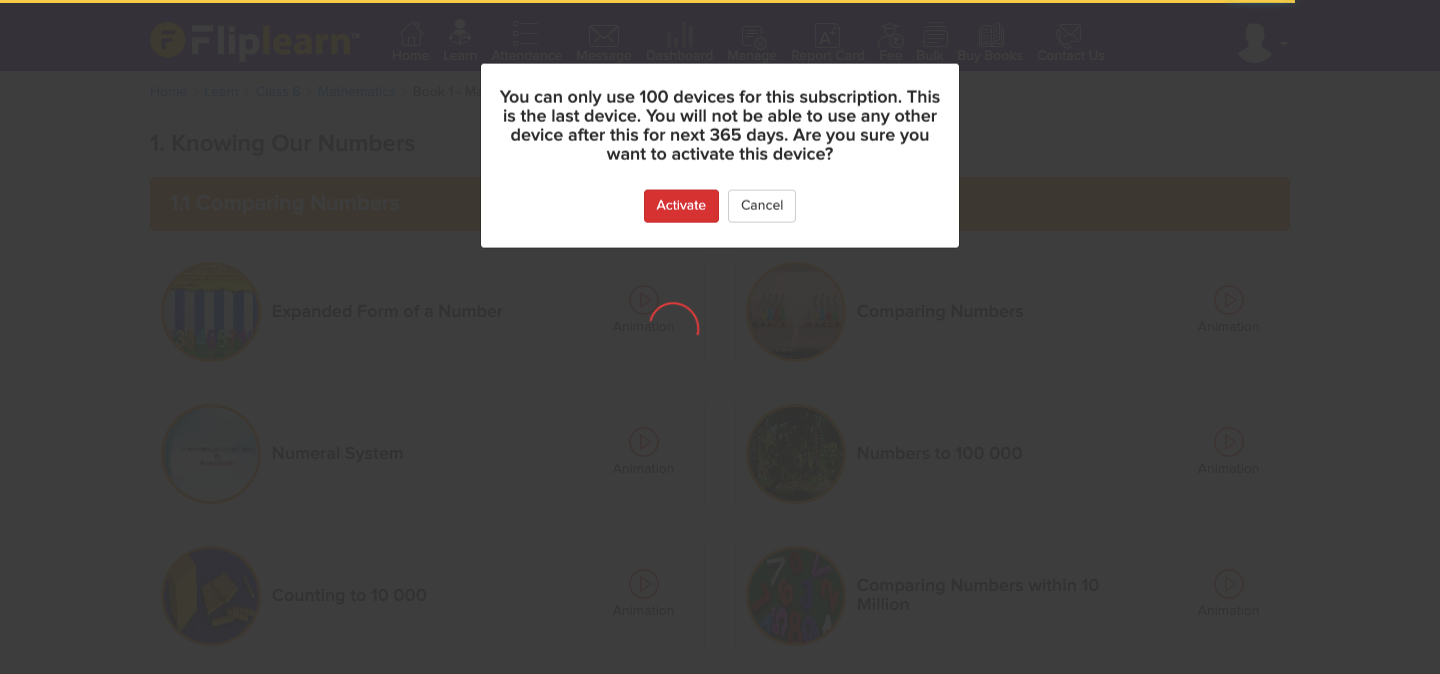 Fliplearn™
Home Learn Attendance Message Dashboard Manage Report Card Fee Bulk Buy Books Contact Us
Home > Learn > Class 6 > Mathematics > Book 1 - Ma
You can only use 100 devices for this subscription. This
is the last device. You will not be able to use any other
device after this for next 365 days. Are you sure you
want to activate this device?
Activate Cancel
1. Knowing Our Numbers
1.1 Comparing Numbers
Expanded Form of a Number
Animation
Comparing Numbers
Animation
Numeral System
Animation
Numbers to 100 000
Animation
Counting to 10 000
Animation
Comparing Numbers within 10
Million
Animation